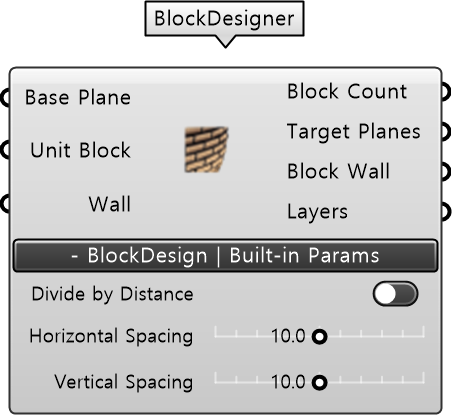 BlockDesigner
Base Plane
Unit Block
Wall
Block Count
Target Planes
Block Wall
Layers
- BlockDesign | Built-in Params
Divide by Distance
Horizontal Spacing 10.0
Vertical Spacing 10.0